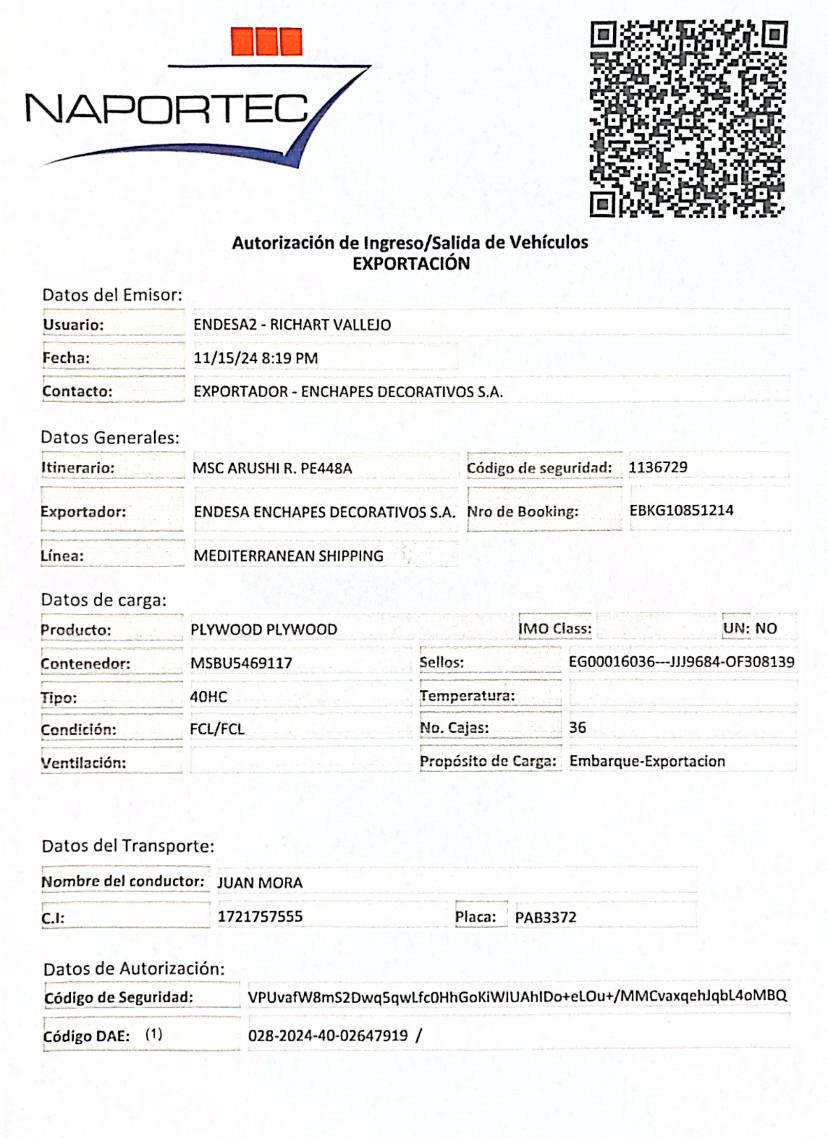 NAPORTEC
Autorización de Ingreso/Salida de Vehículos
EXPORTACIÓN
Datos del Emisor:
Usuario: ENDESA2 - RICHART VALLEJO
Fecha: 11/15/24 8:19 PM
Contacto: EXPORTADOR - ENCHAPES DECORATIVOS S.A.
Datos Generales:
Itinerario: MSC ARUSHI R. PE448A Código de seguridad: 1136729
Exportador: ENDESA ENCHAPES DECORATIVOS S.A. Nro de Booking: EBKG10851214
Línea: MEDITERRANEAN SHIPPING
Datos de carga:
Producto: PLYWOOD PLYWOOD IMO Class: UN: NO
Contenedor: MSBU5469117 Sellos: EG00016036---JJJ9684-OF308139
Tipo: 40HC Temperatura:
Condición: FCL/FCL No. Cajas: 36
Ventilación: Propósito de Carga: Embarque-Exportacion
Datos del Transporte:
Nombre del conductor: JUAN MORA
C.I: 1721757555 Placa: PAB3372
Datos de Autorización:
Código de Seguridad: VPUvafW8mS2Dwq5qwLfc0HhGoKiWIUAhIDo+eLOu+/MMCvaxqehJqbL4oMBQ
Código DAE: (1) 028-2024-40-02647919 /